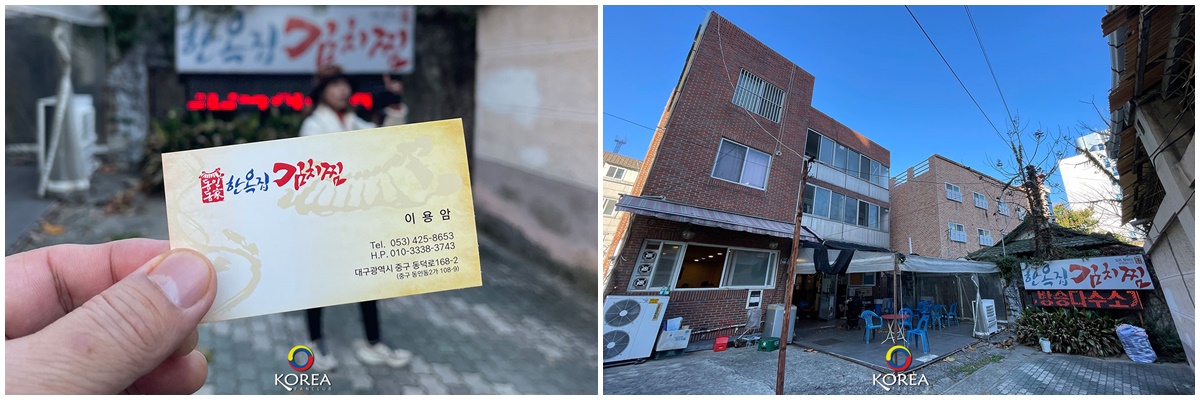 한옥집 김치찜
한옥집 김치찜
이 용 암
Tel. 053) 425-8653
H.P. 010-3338-3743
대구광역시 중구 동덕로168-2
(중구 동인동2가 108-9)
KOREA
FANCLUB
한옥집 김치찜
방송다수소
KOREA
FANCLUB